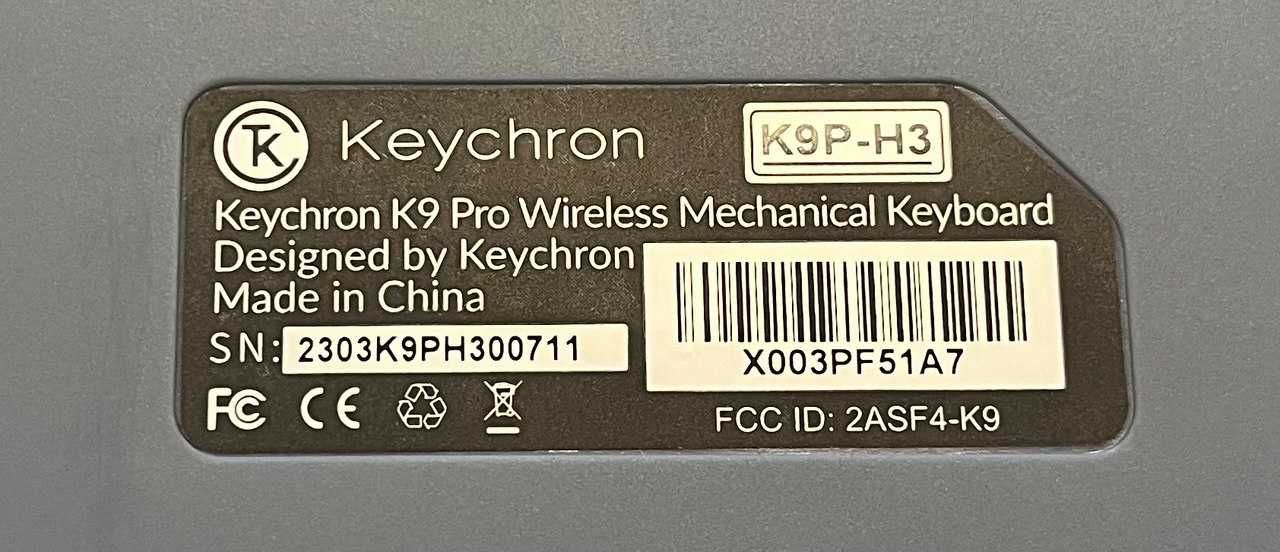 TK Keychron
K9P-H3
Keychron K9 Pro Wireless Mechanical Keyboard
Designed by Keychron
Made in China
X003PF51A7
SN: 2303K9PH300711
FC CE
FCC ID: 2ASF4-K9